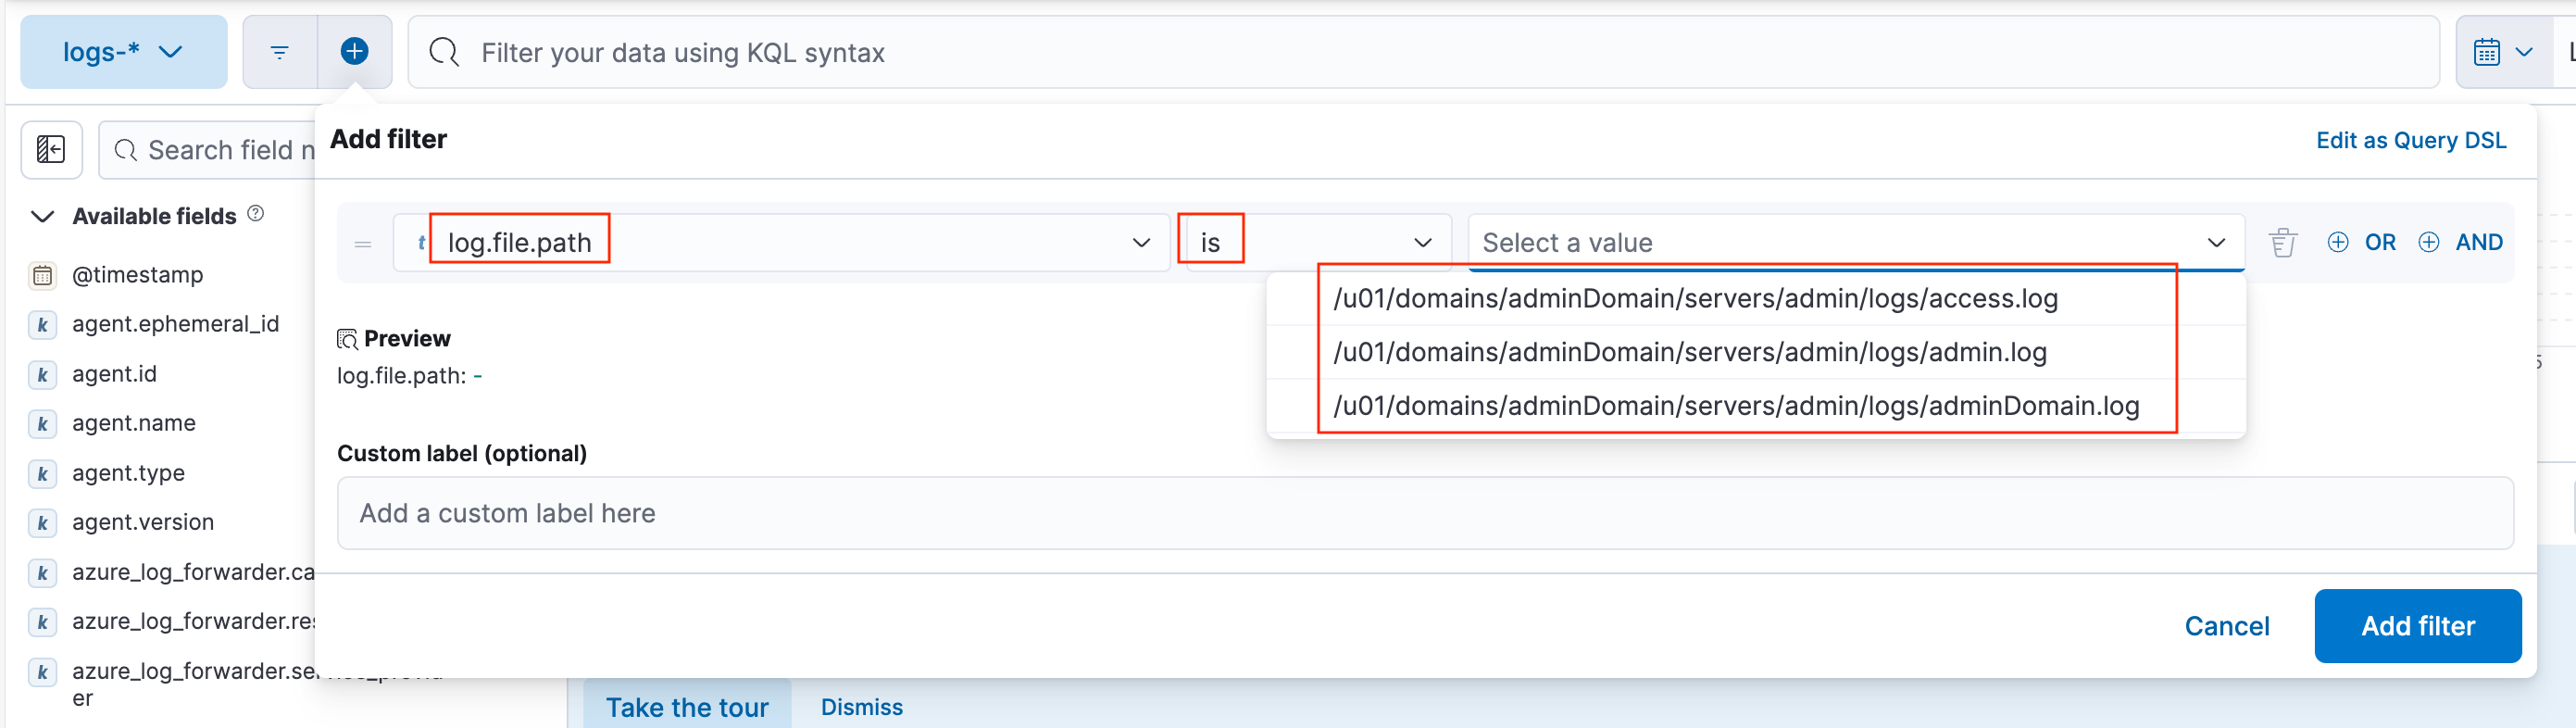 logs-*
Filter your data using KQL syntax
Search field n
Add filter
Edit as Query DSL
Available fields
t log.file.path
is
Select a value
OR
AND
@timestamp
/u01/domains/adminDomain/servers/admin/logs/access.log
k agent.ephemeral_id
Preview
/u01/domains/adminDomain/servers/admin/logs/admin.log
k agent.id
log.file.path: -
/u01/domains/adminDomain/servers/admin/logs/adminDomain.log
k agent.name
Custom label (optional)
k agent.type
Add a custom label here
k agent.version
k azure_log_forwarder.ca
k azure_log_forwarder.res
Cancel
Add filter
k azure_log_forwarder.se
er
Take the tour
Dismiss